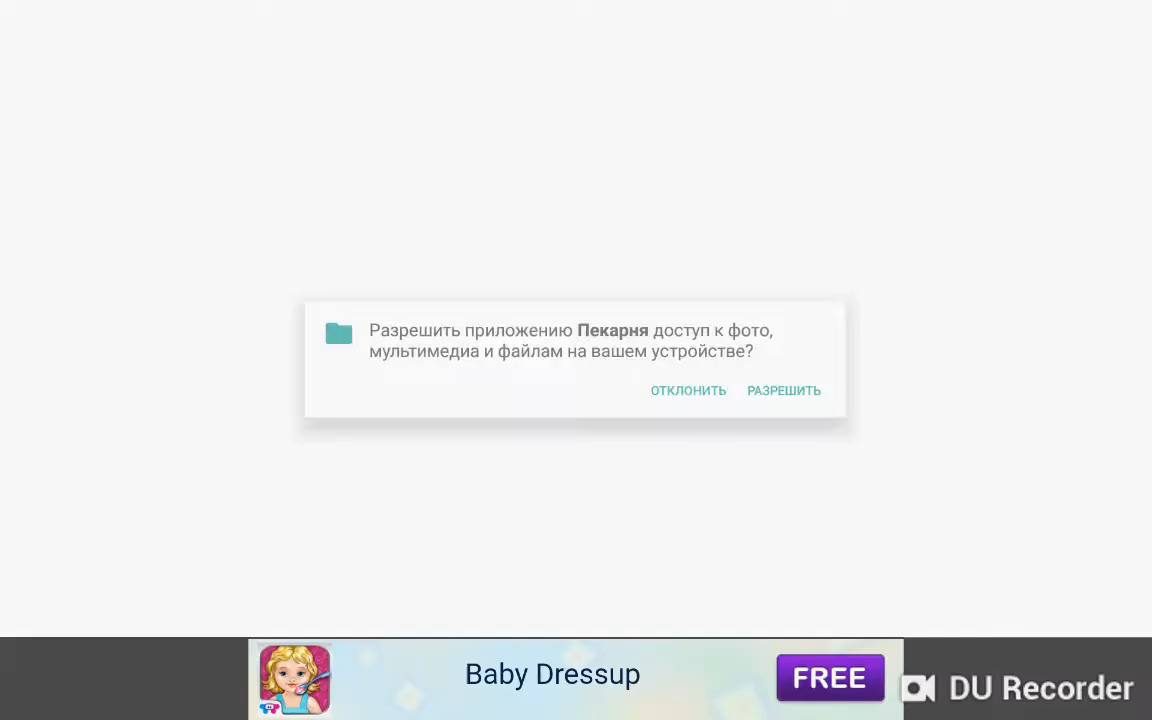 Разрешить приложению Пекарня доступ к фото,
мультимедиа и файлам на вашем устройстве?
ОТКЛОНИТЬ РАЗРЕШИТЬ
Baby Dressup
FREE
DU Recorder